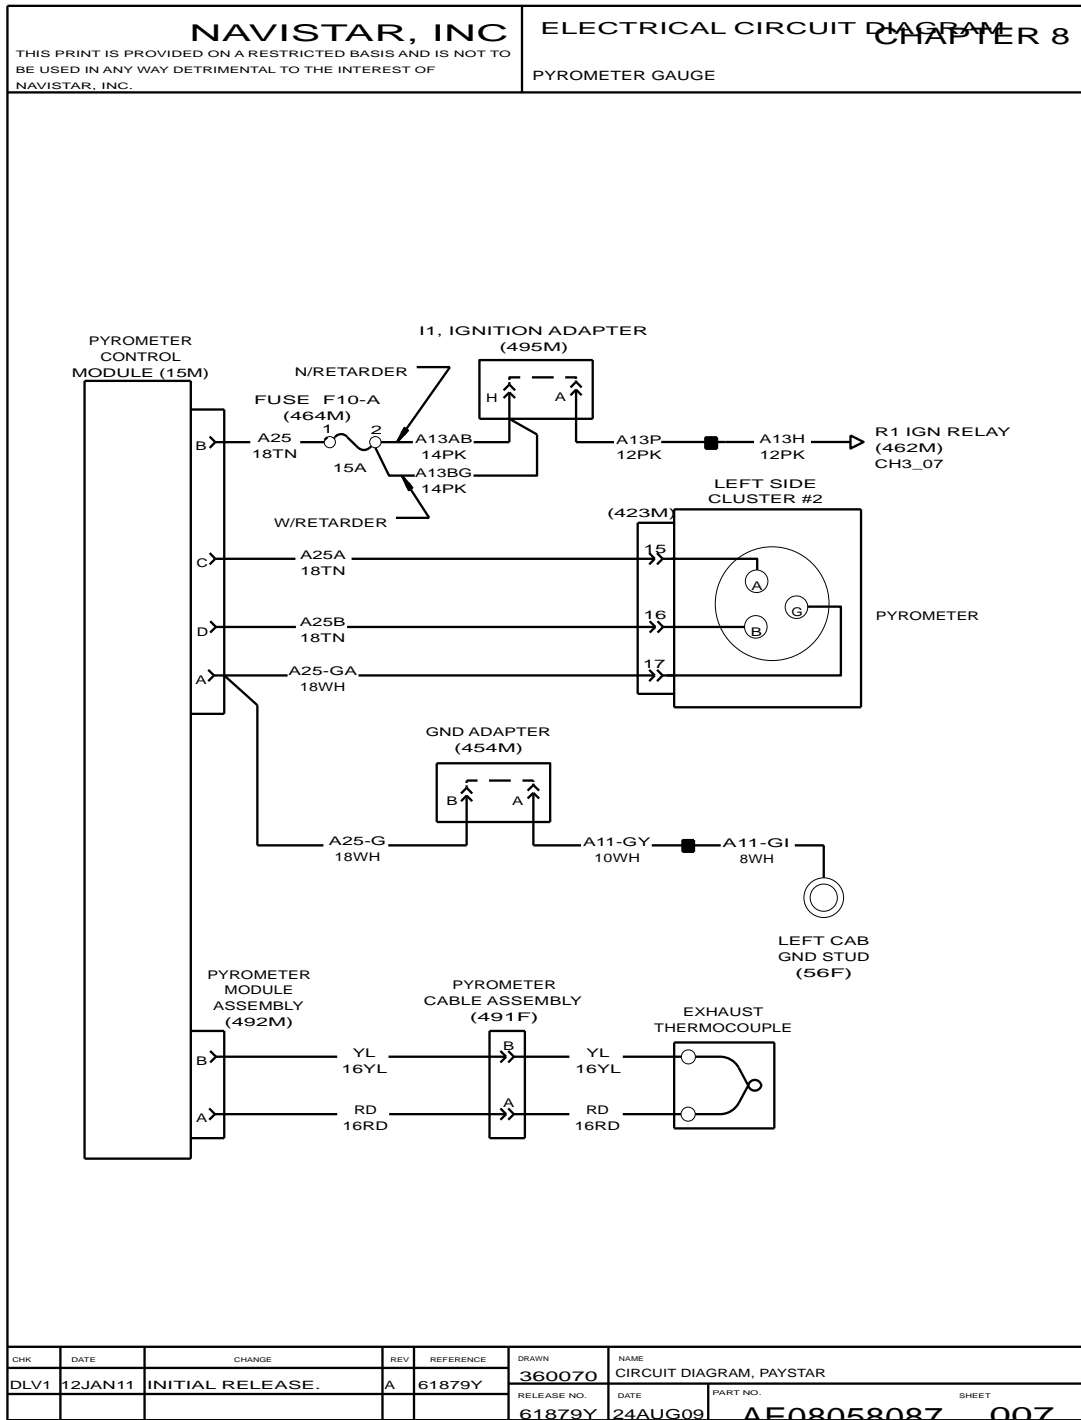 NAVISTAR, INC
THIS PRINT IS PROVIDED ON A RESTRICTED BASIS AND IS NOT TO
BE USED IN ANY WAY DETRIMENTAL TO THE INTEREST OF
NAVISTAR, INC.
ELECTRICAL CIRCUIT DIAGRAM
CHAPTER 8
PYROMETER GAUGE
PYROMETER
CONTROL
MODULE (15M)
I1, IGNITION ADAPTER
(495M)
N/RETARDER
FUSE F10-A
(464M)
H
A
B
A25
18TN
1
2
15A
A13AB
14PK
A13BG
14PK
W/RETARDER
A13P
12PK
A13H
12PK
R1 IGN RELAY
(462M)
CH3_07
LEFT SIDE
CLUSTER #2
(423M)
C
A25A
18TN
15
A
G
B
PYROMETER
D
A25B
18TN
16
A
A25-GA
18WH
17
GND ADAPTER
(454M)
B
A
A25-G
18WH
A11-GY
10WH
A11-GI
8WH
LEFT CAB
GND STUD
(56F)
PYROMETER
MODULE
ASSEMBLY
(492M)
PYROMETER
CABLE ASSEMBLY
(491F)
EXHAUST
THERMOCOUPLE
B
YL
16YL
B
YL
16YL
A
RD
16RD
A
RD
16RD
CHK DATE CHANGE REV REFERENCE
DLV1 12JAN11 INITIAL RELEASE. A 61879Y
DRAWN
360070
NAME
CIRCUIT DIAGRAM, PAYSTAR
RELEASE NO.
61879Y
DATE
24AUG09
PART NO.
AE08058087
SHEET
007